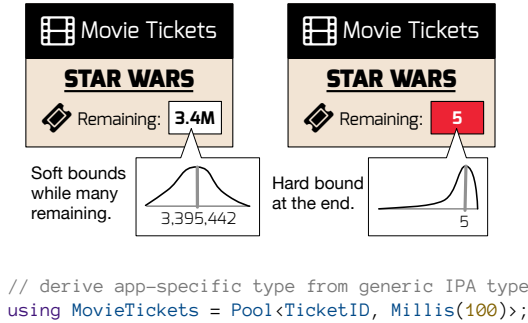 Movie Tickets
STAR WARS
Remaining: 3.4M
Soft bounds
while many
remaining.
3,395,442
Movie Tickets
STAR WARS
Remaining: 5
Hard bound
at the end.
5
// derive app-specific type from generic IPA type
using MovieTickets = Pool<TicketID, Millis(100)>;